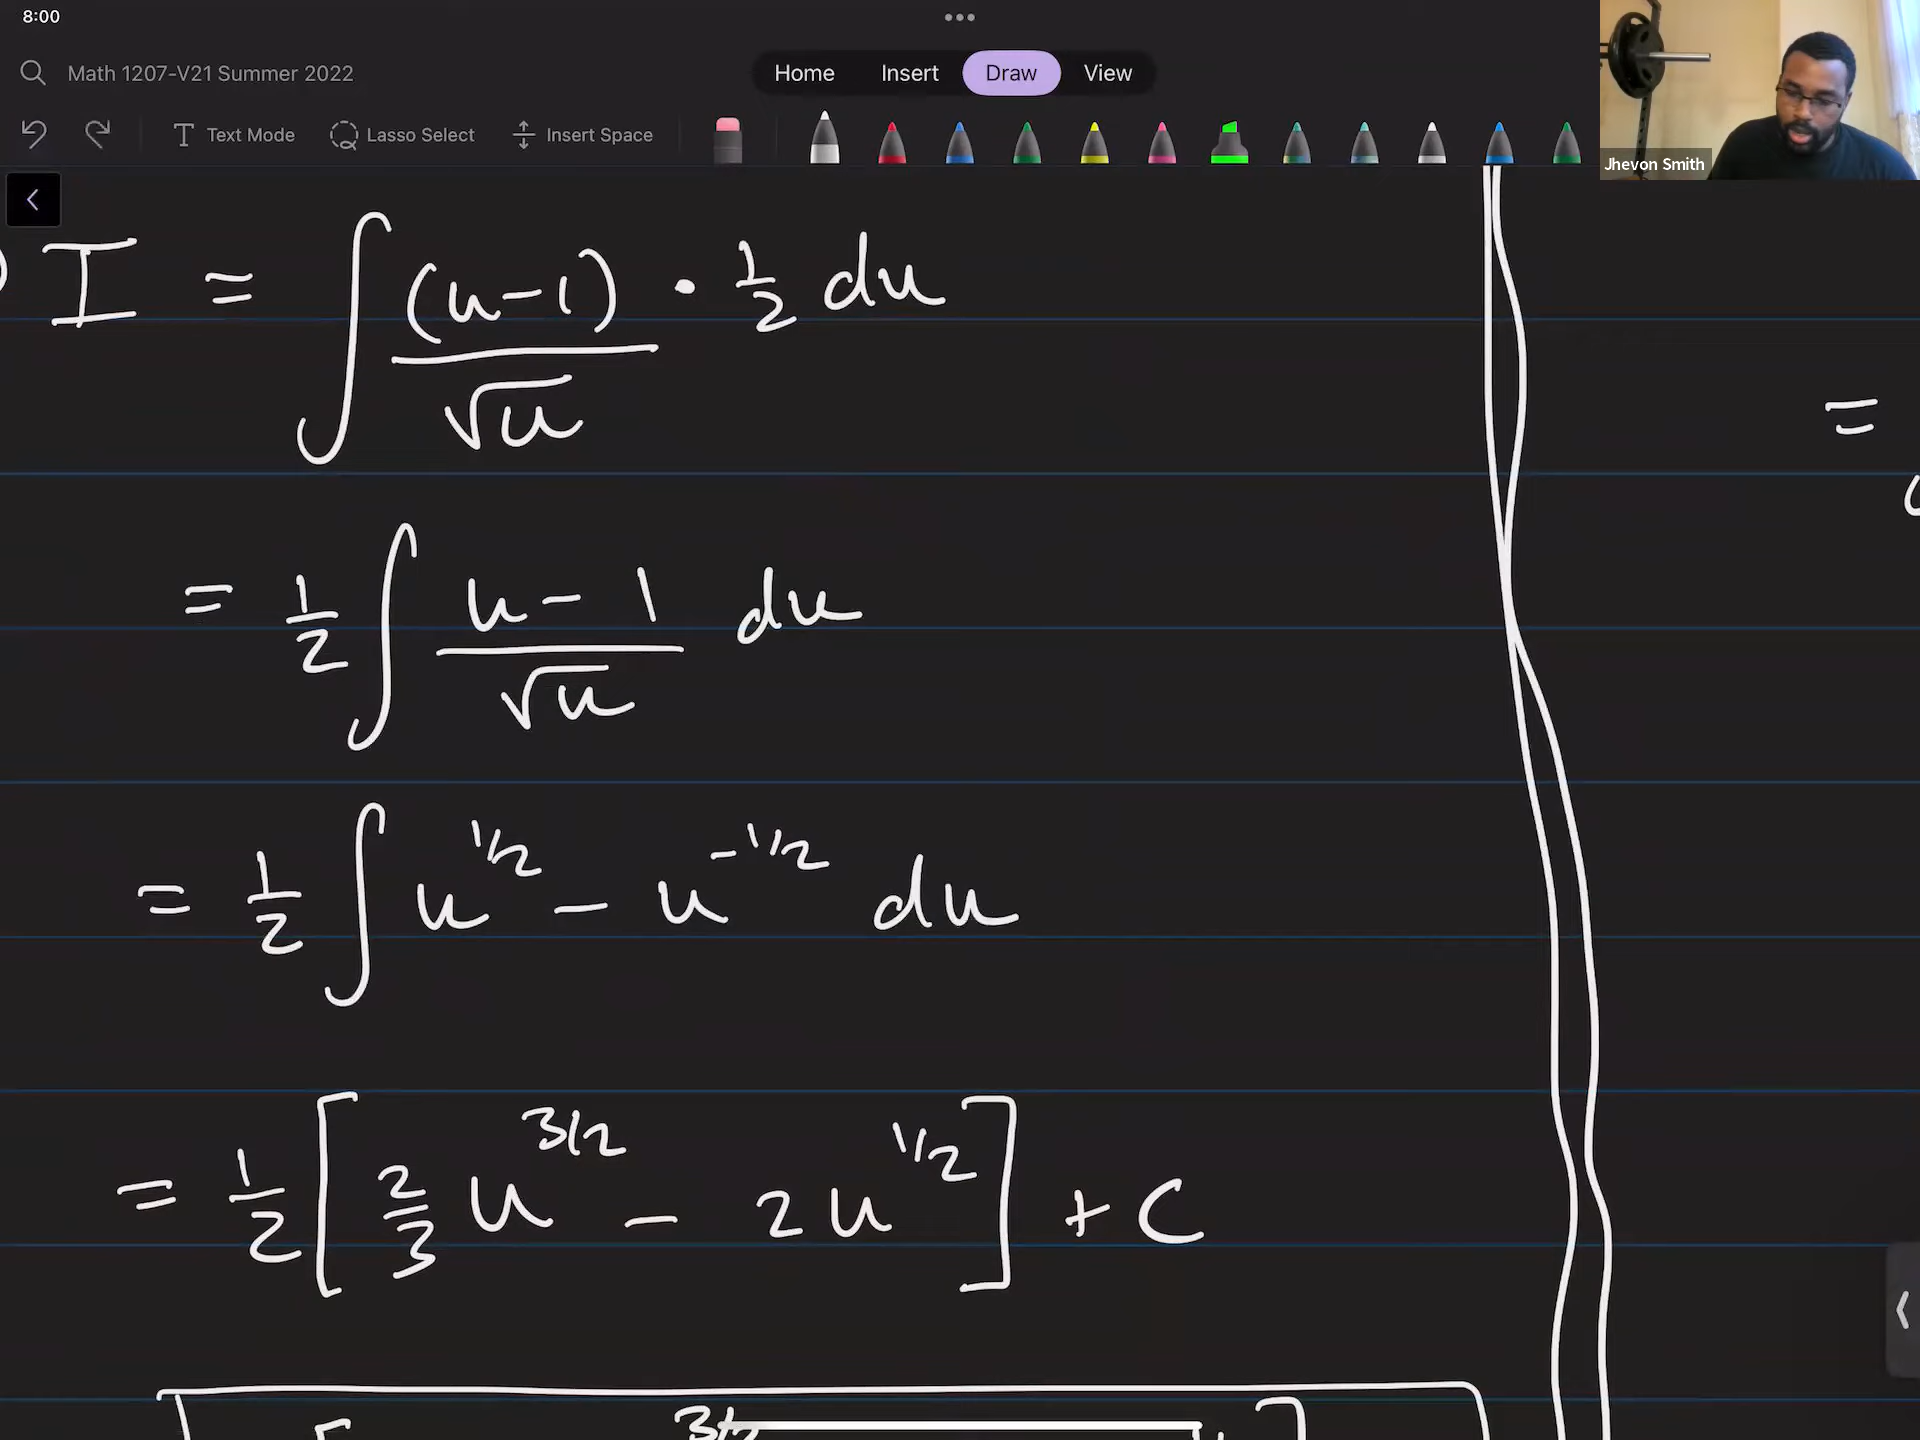 8:00
Math 1207-V21 Summer 2022
Home Insert Draw View
Text Mode Lasso Select Insert Space
Jhevon Smith
) I = ∫ (u-1)/√u · 1/2 du
=
= 1/2 ∫ u - 1/√u du
= 1/2 ∫ u^1/2 - u^-1/2 du
= 1/2 [ 2/3 u^3/2 - 2u^1/2 ] + C
3/2